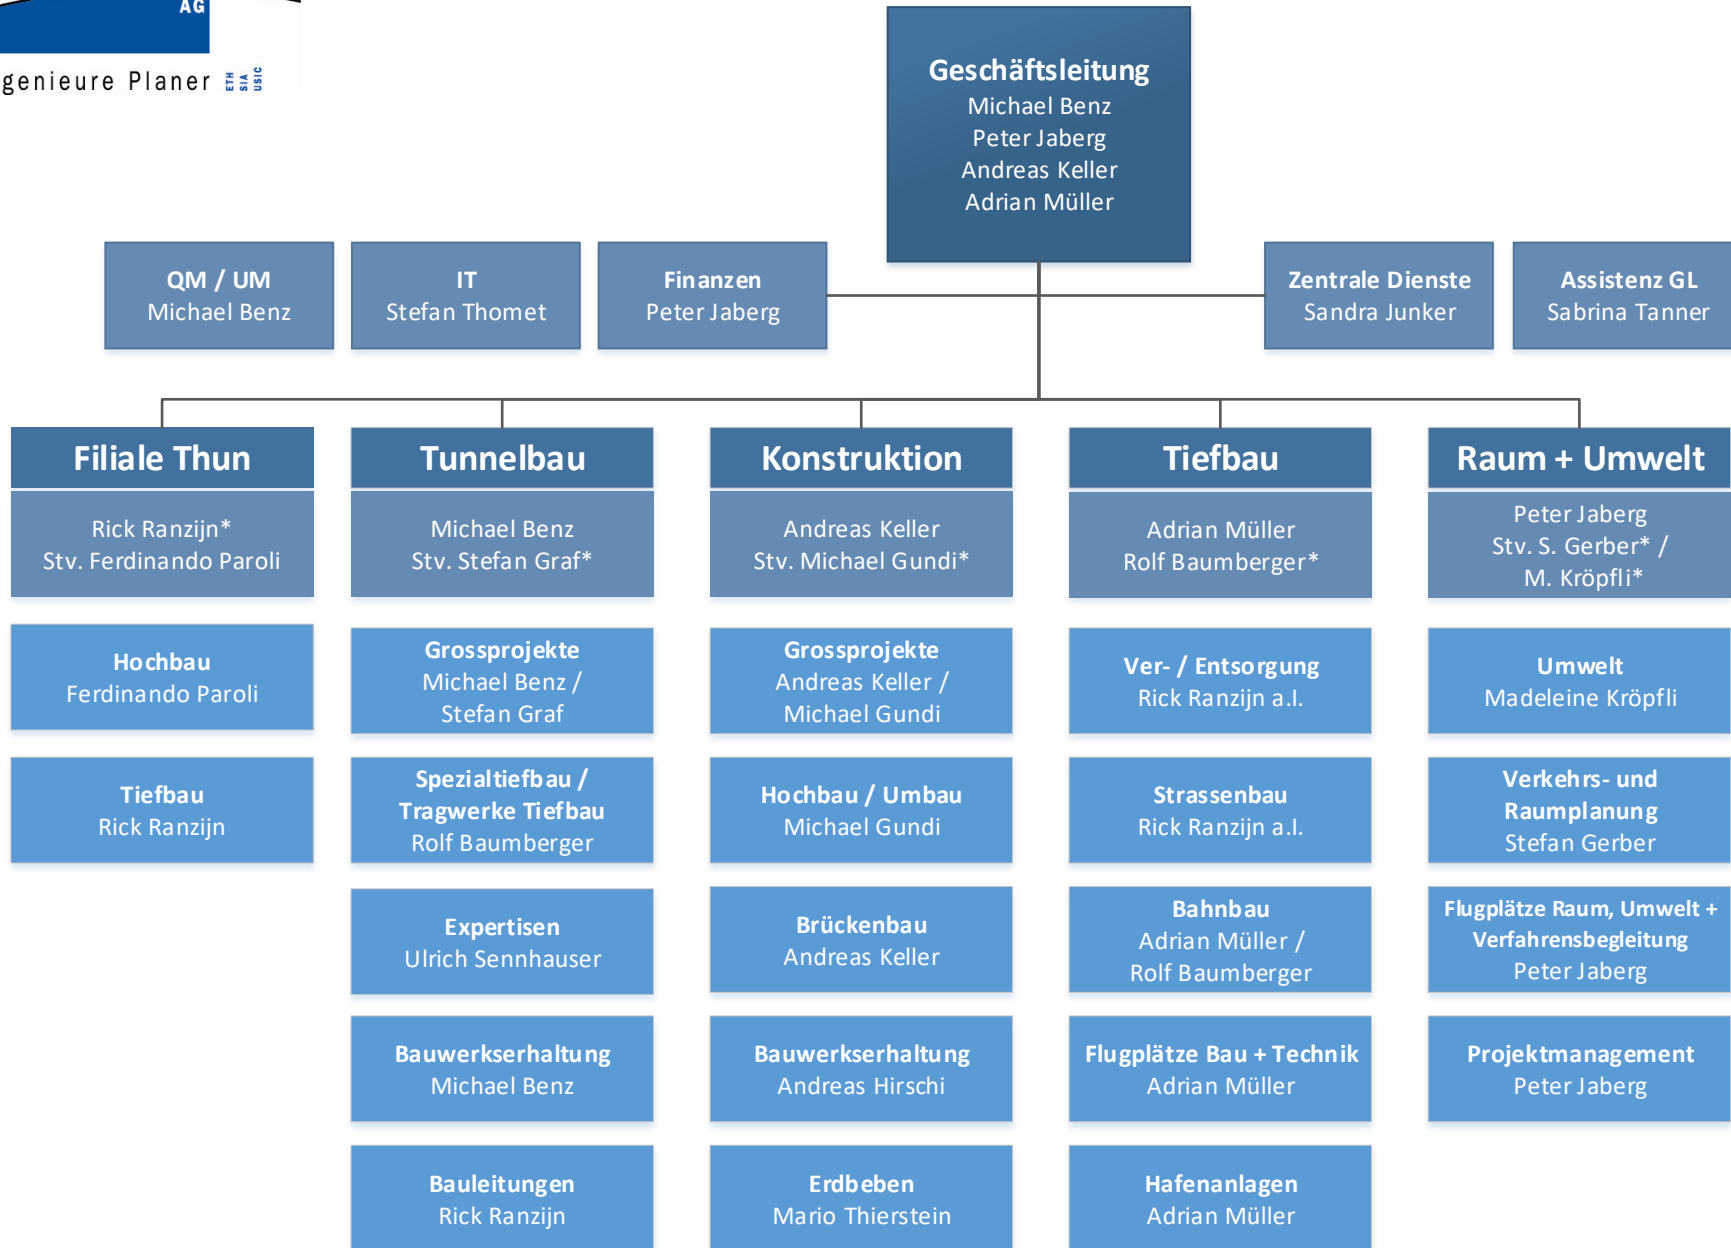 AG
genieure Planer
ETH
SIA
USIC
Geschäftsleitung
Michael Benz
Peter Jaberg
Andreas Keller
Adrian Müller
QM / UM
Michael Benz
IT
Stefan Thomet
Finanzen
Peter Jaberg
Zentrale Dienste
Sandra Junker
Assistenz GL
Sabrina Tanner
Filiale Thun
Rick Ranzijn*
Stv. Ferdinando Paroli
Hochbau
Ferdinando Paroli
Tiefbau
Rick Ranzijn
Tunnelbau
Michael Benz
Stv. Stefan Graf*
Grossprojekte
Michael Benz /
Stefan Graf
Spezialtiefbau /
Tragwerke Tiefbau
Rolf Baumberger
Expertisen
Ulrich Sennhauser
Bauwerkserhaltung
Michael Benz
Bauleitungen
Rick Ranzijn
Konstruktion
Andreas Keller
Stv. Michael Gundi*
Grossprojekte
Andreas Keller /
Michael Gundi
Hochbau / Umbau
Michael Gundi
Brückenbau
Andreas Keller
Bauwerkserhaltung
Andreas Hirschi
Erdbeben
Mario Thierstein
Tiefbau
Adrian Müller
Rolf Baumberger*
Ver- / Entsorgung
Rick Ranzijn a.I.
Strassenbau
Rick Ranzijn a.I.
Bahnbau
Adrian Müller /
Rolf Baumberger
Flugplätze Bau + Technik
Adrian Müller
Hafenanlagen
Adrian Müller
Raum + Umwelt
Peter Jaberg
Stv. S. Gerber* /
M. Kröpfli*
Umwelt
Madeleine Kröpfli
Verkehrs- und
Raumplanung
Stefan Gerber
Flugplätze Raum, Umwelt +
Verfahrensbegleitung
Peter Jaberg
Projektmanagement
Peter Jaberg